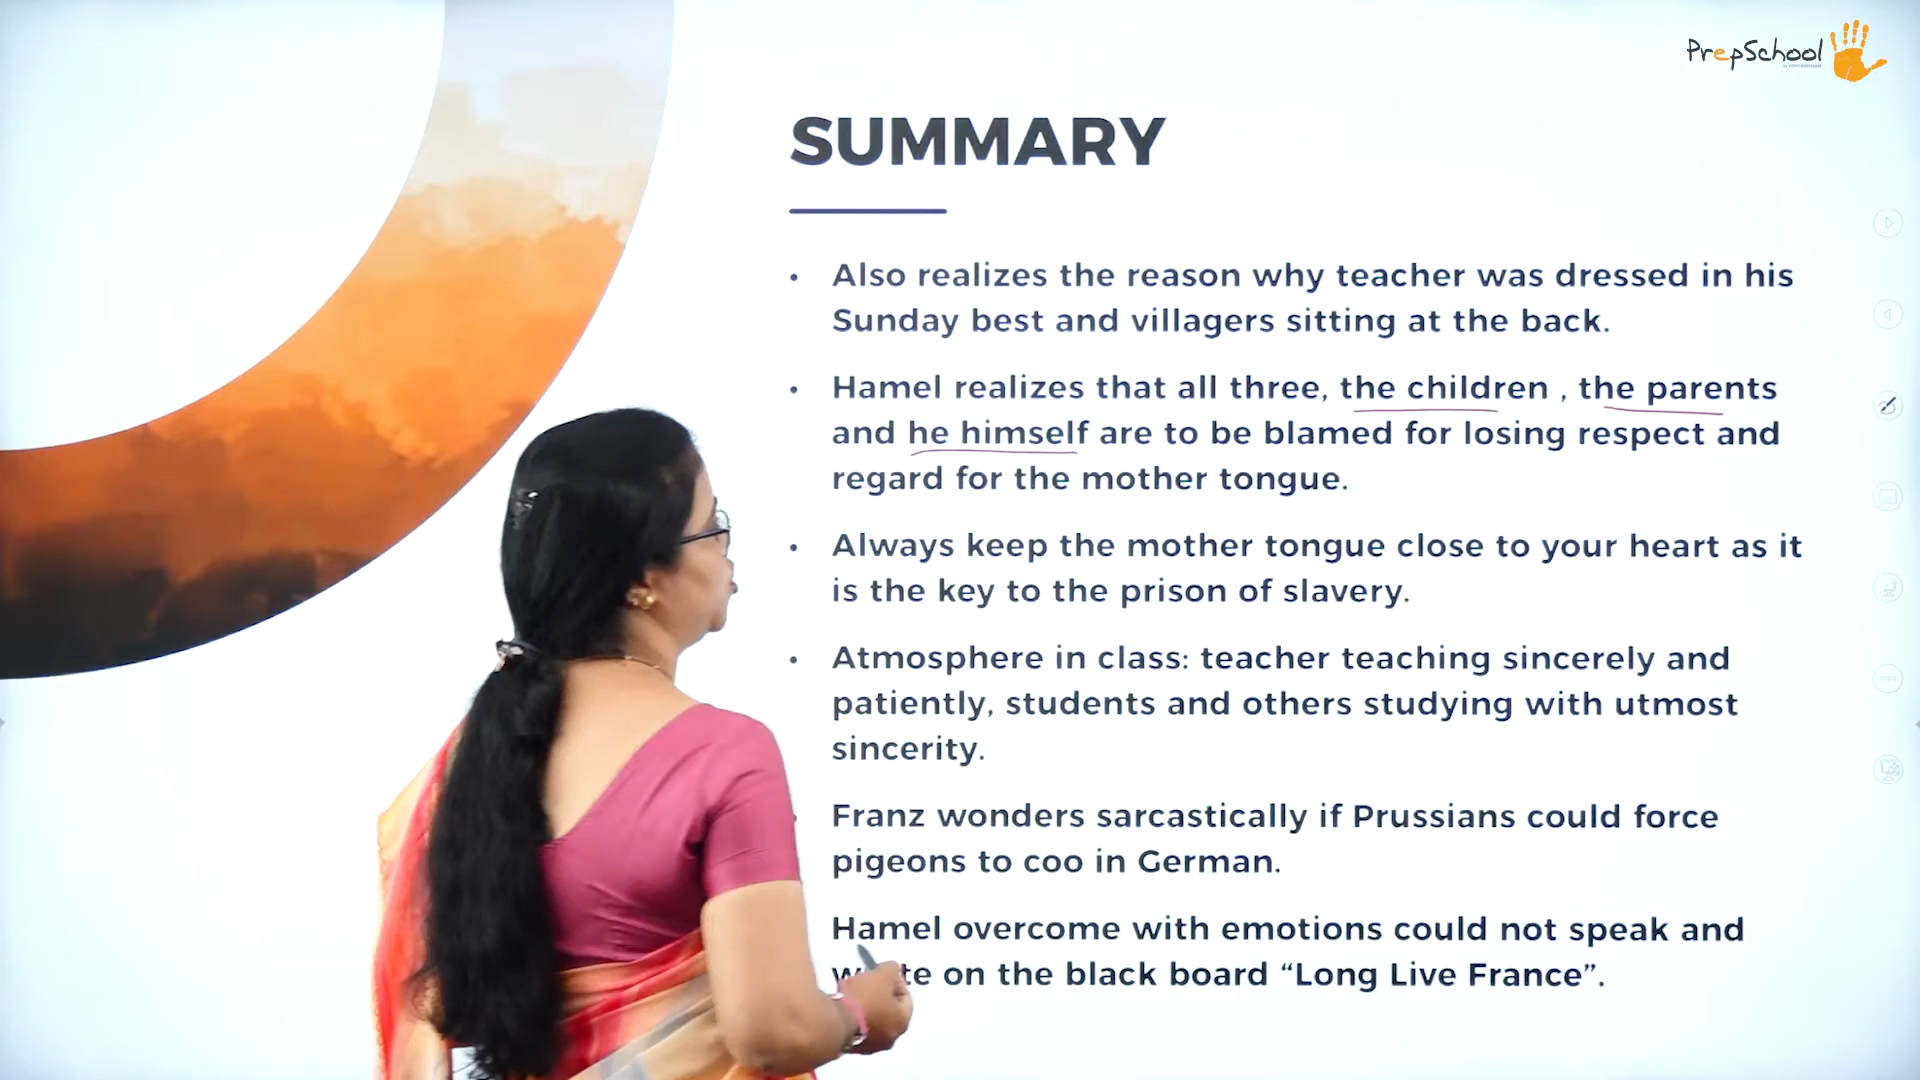 PrepSchool
SUMMARY
• Also realizes the reason why teacher was dressed in his
Sunday best and villagers sitting at the back.
• Hamel realizes that all three, the children , the parents
and he himself are to be blamed for losing respect and
regard for the mother tongue.
• Always keep the mother tongue close to your heart as it
is the key to the prison of slavery.
• Atmosphere in class: teacher teaching sincerely and
patiently, students and others studying with utmost
sincerity.
Franz wonders sarcastically if Prussians could force
pigeons to coo in German.
Hamel overcome with emotions could not speak and
on the black board “Long Live France”.